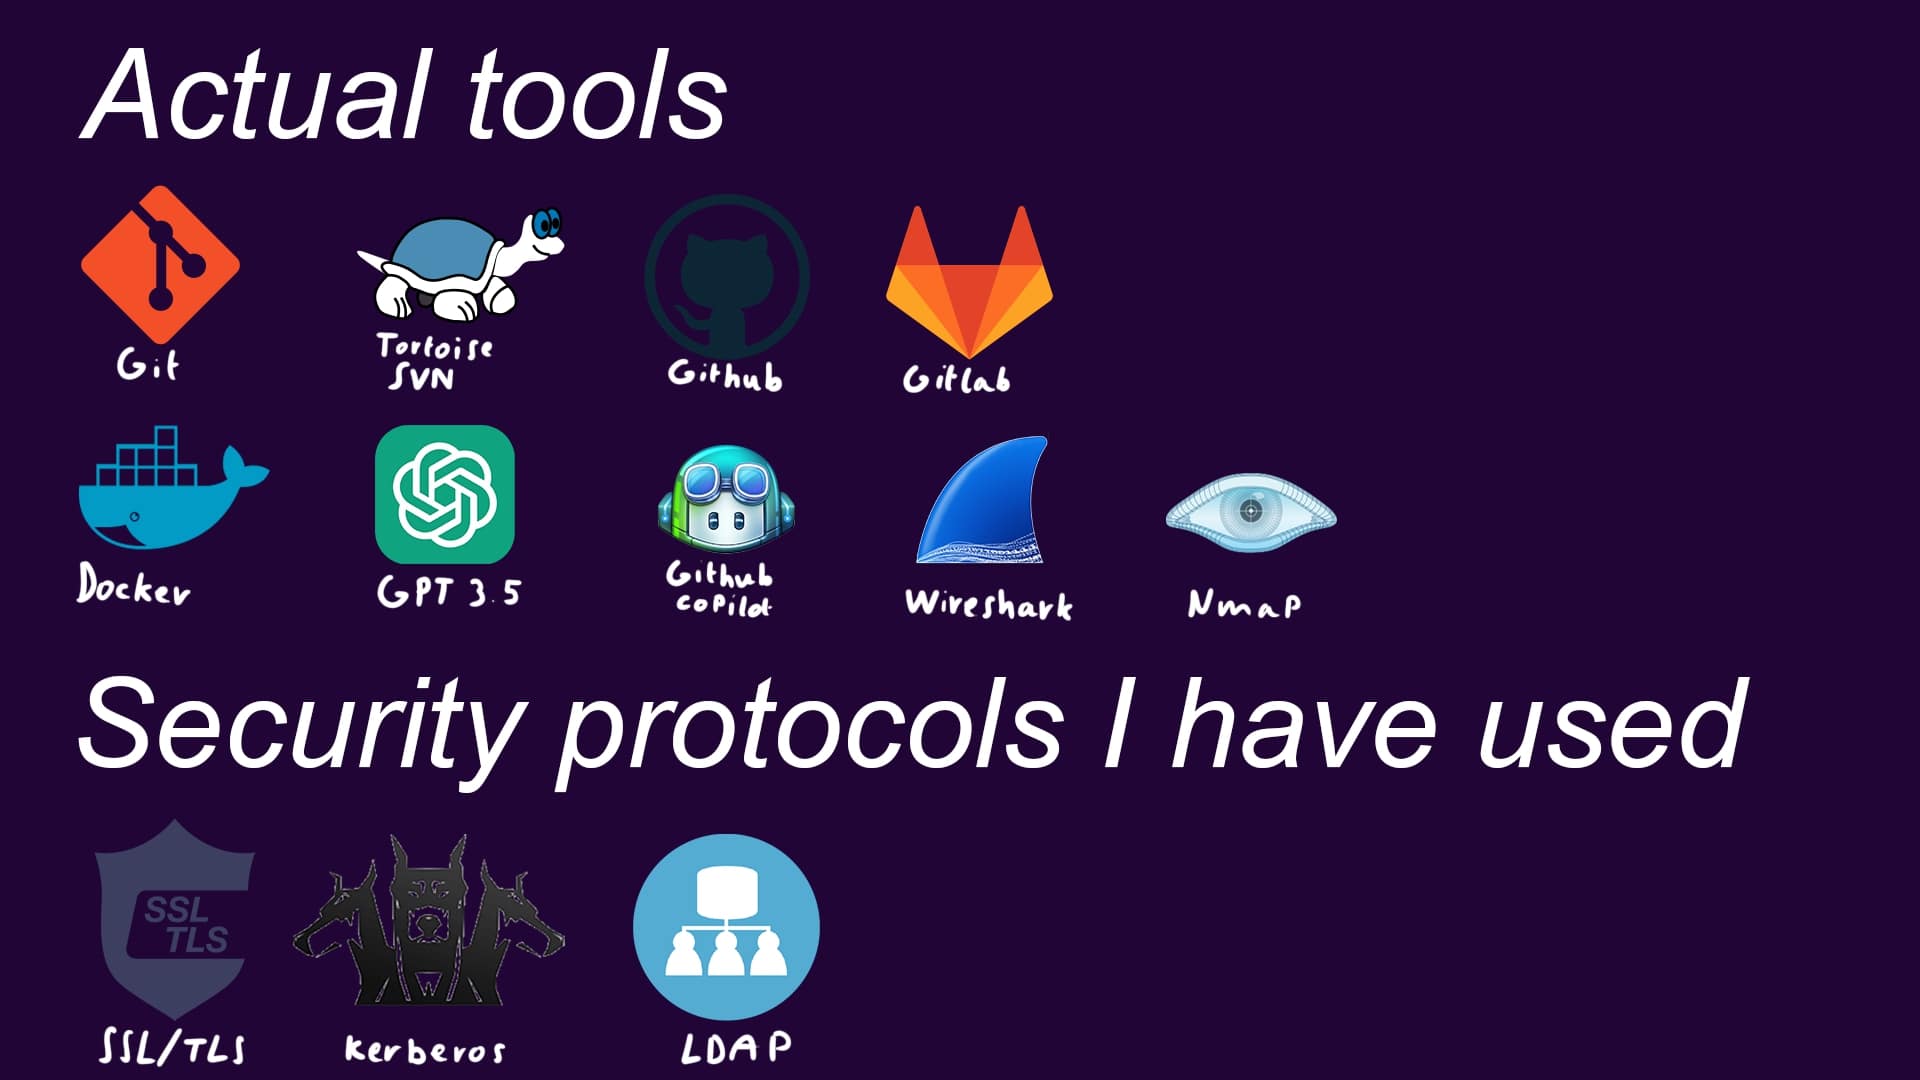 Actual tools
Git
Tortoise
SVN
Github
Gitlab
Docker
GPT 3.5
Github
copilot
Wireshark
Nmap
Security protocols I have used
SSL
TLS
SSL/TLS
kerberos
LDAP